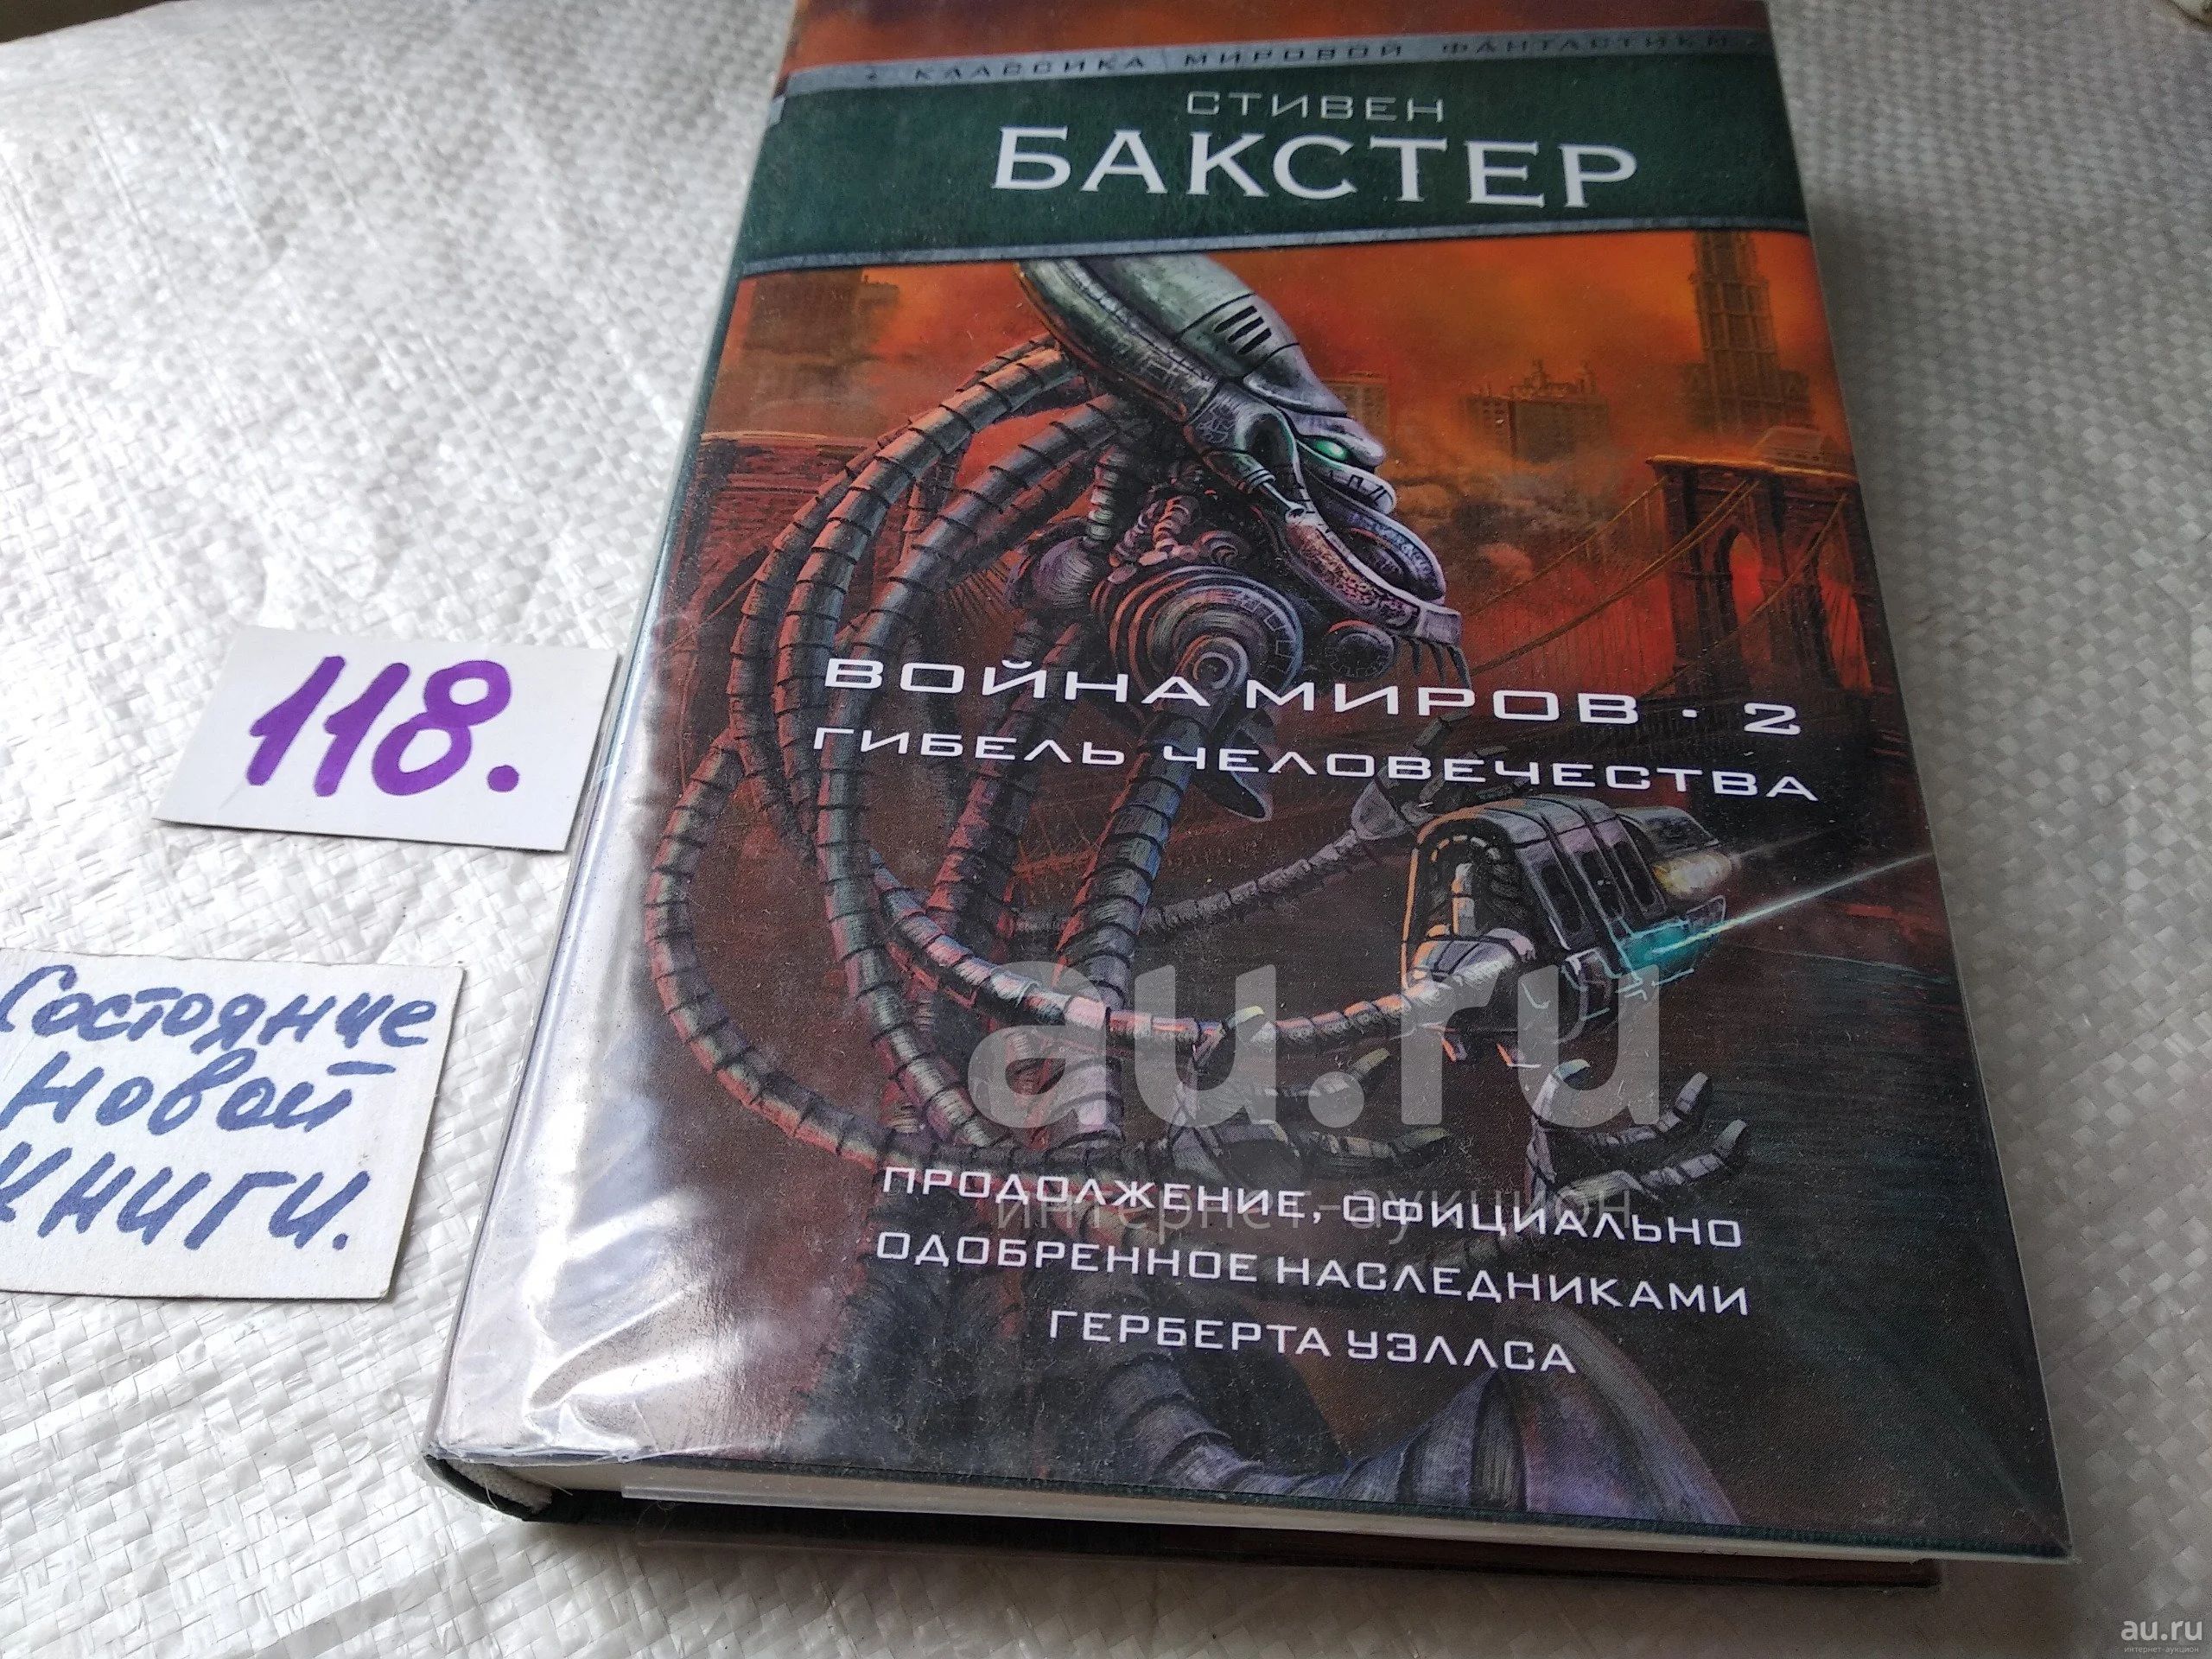 КЛАССИКА МИРОВОЙ ФАНТАСТИКИ
СТИВЕН
БАКСТЕР
ВОЙНА МИРОВ · 2
ГИБЕЛЬ ЧЕЛОВЕЧЕСТВА
118.
Состояние
новой
книги.
au.ru
интернет-аукцион
ПРОДОЛЖЕНИЕ, ОФИЦИАЛЬНО
ОДОБРЕННОЕ НАСЛЕДНИКАМИ
ГЕРБЕРТА УЭЛЛСА
au.ru
интернет-аукцион